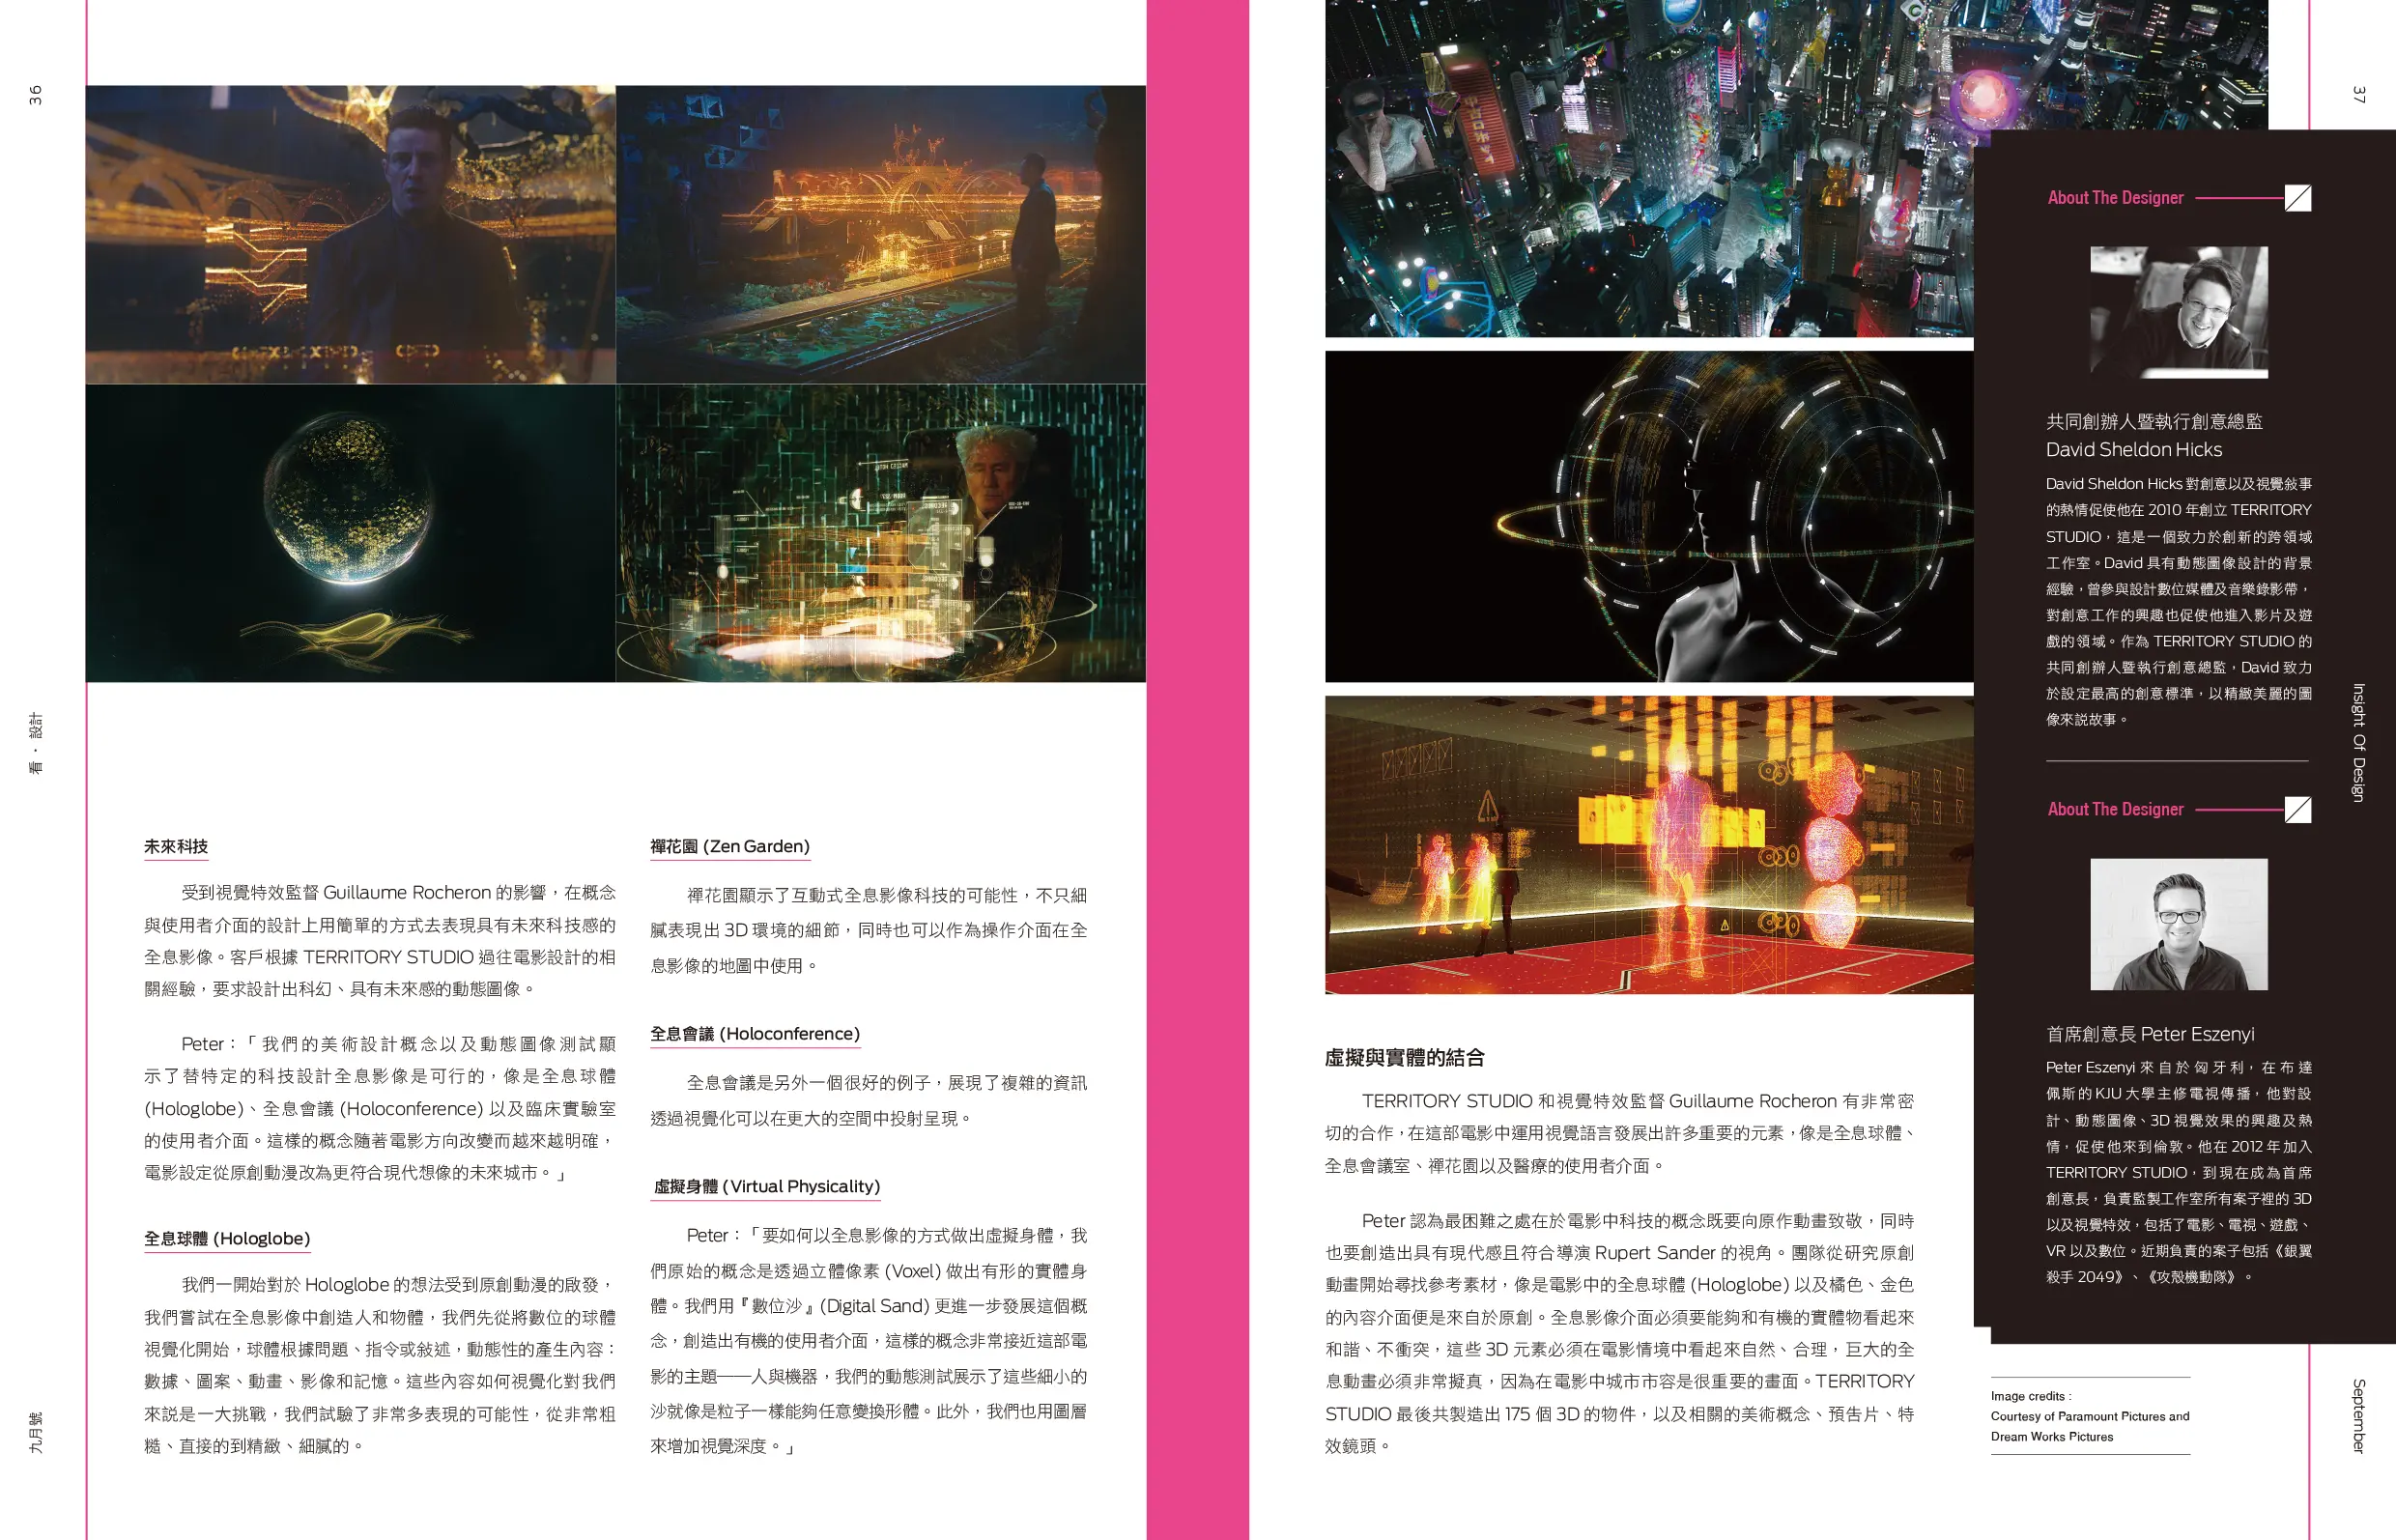 36
看・設計
九月號
未來科技
受到視覺特效監督 Guillaume Rocheron 的影響，在概念
與使用者介面的設計上用簡單的方式去表現具有未來科技感的
全息影像。客戶根據 TERRITORY STUDIO 過往電影設計的相
關經驗，要求設計出科幻、具有未來感的動態圖像。
Peter：「我們的美術設計概念以及動態圖像測試顯
示了替特定的科技設計全息影像是可行的，像是全息球體
(Hologlobe)、全息會議 (Holoconference) 以及臨床實驗室
的使用者介面。這樣的概念隨著電影方向改變而越來越明確，
電影設定從原創動漫改為更符合現代想像的未來城市。」
全息球體 (Hologlobe)
我們一開始對於 Hologlobe 的想法受到原創動漫的啟發，
我們嘗試在全息影像中創造人和物體，我們先從將數位的球體
視覺化開始，球體根據問題、指令或敍述，動態性的產生內容：
數據、圖案、動畫、影像和記憶。這些內容如何視覺化對我們
來說是一大挑戰，我們試驗了非常多表現的可能性，從非常粗
糙、直接的到精緻、細膩的。
禪花園 (Zen Garden)
禪花園顯示了互動式全息影像科技的可能性，不只細
膩表現出 3D 環境的細節，同時也可以作為操作介面在全
息影像的地圖中使用。
全息會議 (Holoconference)
全息會議是另外一個很好的例子，展現了複雜的資訊
透過視覺化可以在更大的空間中投射呈現。
虛擬身體 (Virtual Physicality)
Peter：「要如何以全息影像的方式做出虛擬身體，我
們原始的概念是透過立體像素 (Voxel) 做出有形的實體身
體。我們用『數位沙』(Digital Sand) 更進一步發展這個概
念，創造出有機的使用者介面，這樣的概念非常接近這部電
影的主題——人與機器，我們的動態測試展示了這些細小的
沙就像是粒子一樣能夠任意變換形體。此外，我們也用圖層
來增加視覺深度。」
虛擬與實體的結合
TERRITORY STUDIO 和視覺特效監督 Guillaume Rocheron 有非常密
切的合作，在這部電影中運用視覺語言發展出許多重要的元素，像是全息球體、
全息會議室、禪花園以及醫療的使用者介面。
Peter 認為最困難之處在於電影中科技的概念既要向原作動畫致敬，同時
也要創造出具有現代感且符合導演 Rupert Sander 的視角。團隊從研究原創
動畫開始尋找參考素材，像是電影中的全息球體 (Hologlobe) 以及橘色、金色
的內容介面便是來自於原創。全息影像介面必須要能夠和有機的實體物看起來
和諧、不衝突，這些 3D 元素必須在電影情境中看起來自然、合理，巨大的全
息動畫必須非常擬真，因為在電影中城市市容是很重要的畫面。TERRITORY
STUDIO 最後共製造出 175 個 3D 的物件，以及相關的美術概念、預告片、特
效鏡頭。
37
Insight Of Design
September
About The Designer
共同創辦人暨執行創意總監
David Sheldon Hicks
David Sheldon Hicks 對創意以及視覺敍事
的熱情促使他在 2010 年創立 TERRITORY
STUDIO，這是一個致力於創新的跨領域
工作室。David 具有動態圖像設計的背景
經驗，曾參與設計數位媒體及音樂錄影帶，
對創意工作的興趣也促使他進入影片及遊
戲的領域。作為 TERRITORY STUDIO 的
共同創辦人暨執行創意總監，David 致力
於設定最高的創意標準，以精緻美麗的圖
像來說故事。
About The Designer
首席創意長 Peter Eszenyi
Peter Eszenyi 來自於匈牙利，在布達
佩斯的 KJU 大學主修電視傳播，他對設
計、動態圖像、3D 視覺效果的興趣及熱
情，促使他來到倫敦。他在 2012 年加入
TERRITORY STUDIO，到現在成為首席
創意長，負責監製工作室所有案子裡的 3D
以及視覺特效，包括了電影、電視、遊戲、
VR 以及數位。近期負責的案子包括《銀翼
殺手 2049》、《攻殼機動隊》。
Image credits :
Courtesy of Paramount Pictures and
Dream Works Pictures